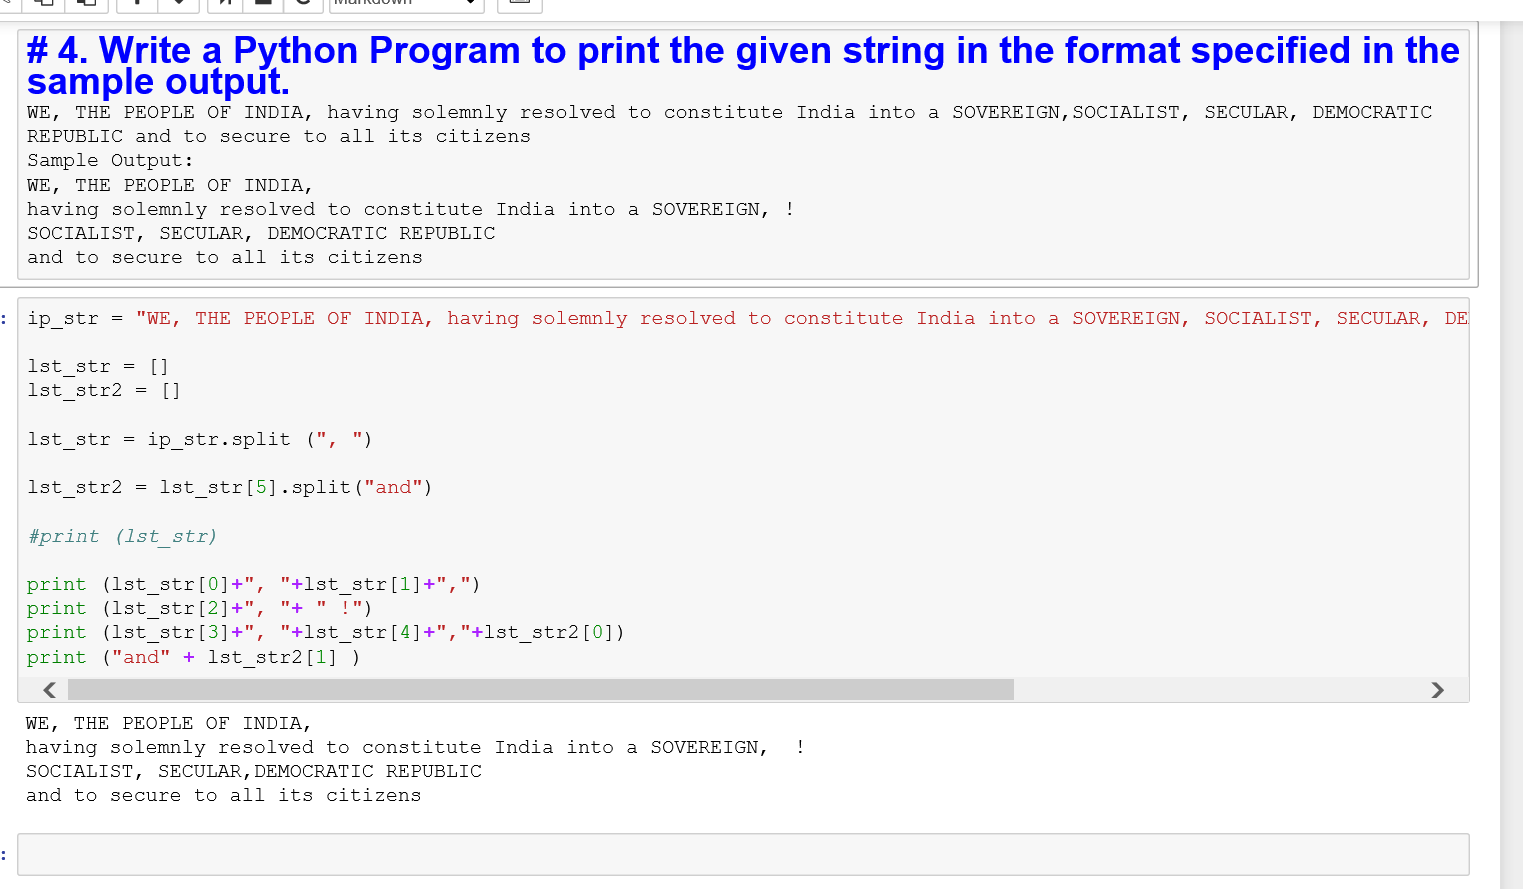 Markdown
# 4. Write a Python Program to print the given string in the format specified in the
sample output.
WE, THE PEOPLE OF INDIA, having solemnly resolved to constitute India into a SOVEREIGN,SOCIALIST, SECULAR, DEMOCRATIC
REPUBLIC and to secure to all its citizens
Sample Output:
WE, THE PEOPLE OF INDIA,
having solemnly resolved to constitute India into a SOVEREIGN, !
SOCIALIST, SECULAR, DEMOCRATIC REPUBLIC
and to secure to all its citizens
: ip_str = "WE, THE PEOPLE OF INDIA, having solemnly resolved to constitute India into a SOVEREIGN, SOCIALIST, SECULAR, DE
lst_str = []
lst_str2 = []
lst_str = ip_str.split (", ")
lst_str2 = lst_str[5].split("and")
#print (lst_str)
print (lst_str[0]+", "+lst_str[1]+",")
print (lst_str[2]+", "+ " !")
print (lst_str[3]+", "+lst_str[4]+","+lst_str2[0])
print ("and" + lst_str2[1] )
WE, THE PEOPLE OF INDIA,
having solemnly resolved to constitute India into a SOVEREIGN,  !
SOCIALIST, SECULAR,DEMOCRATIC REPUBLIC
and to secure to all its citizens
: